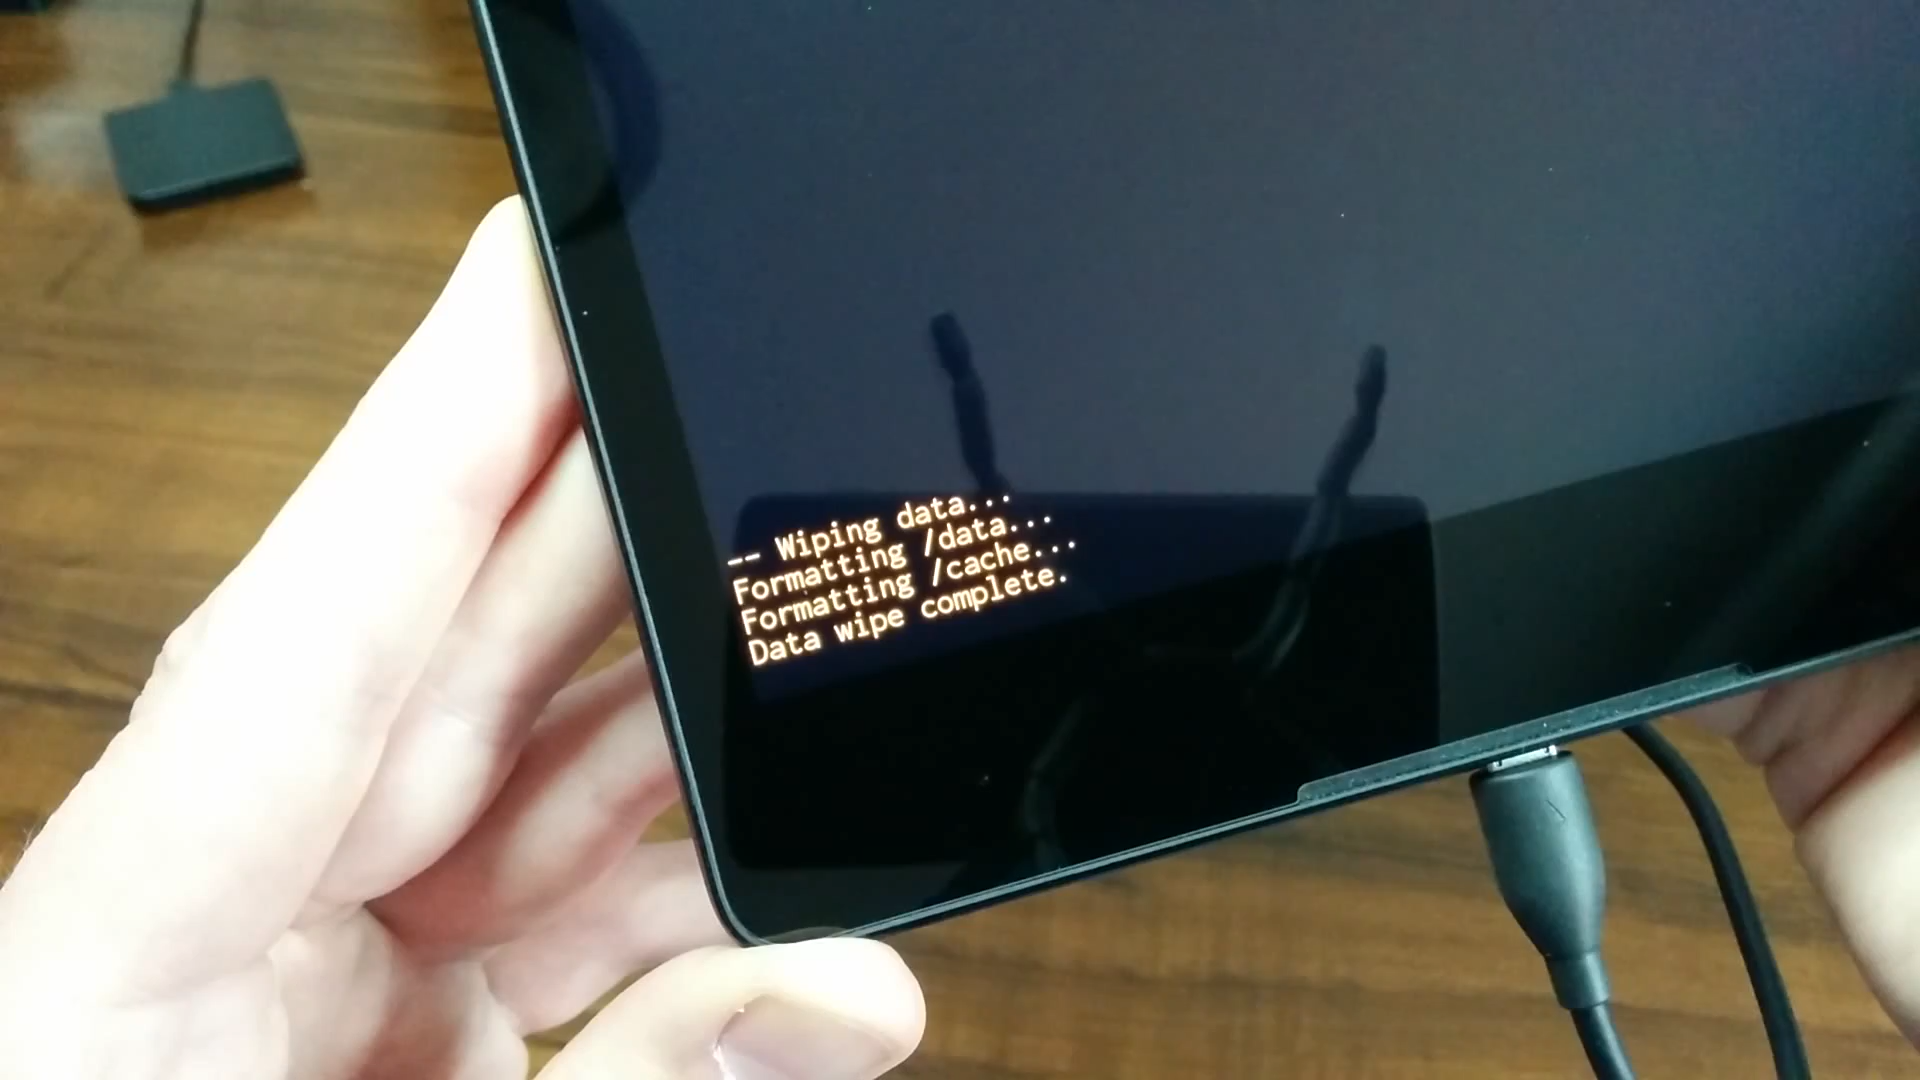 -- Wiping data...
Formatting /data...
Formatting /cache...
Data wipe complete.